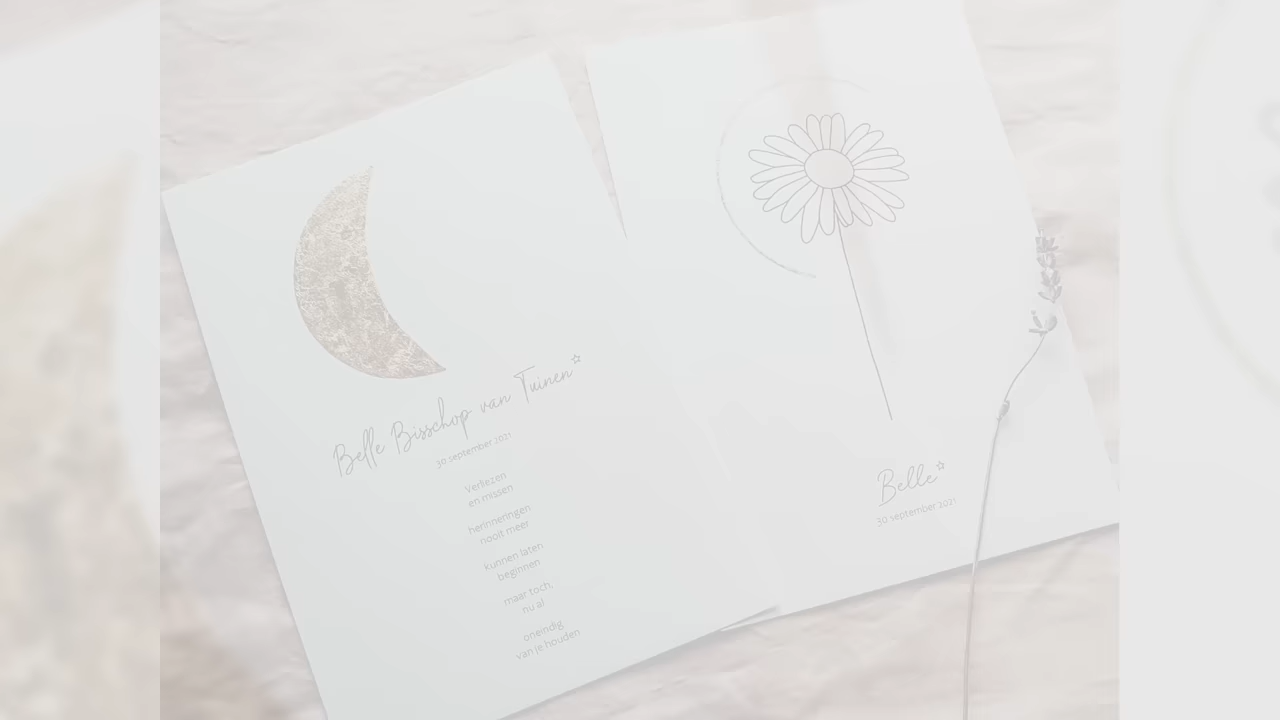 Belle Bisschop van Tuinen
30 september 2021
Verliezen
en missen
herinneringen
nooit meer
kunnen laten
beginnen
maar toch,
nu al
oneindig
van je houden
Belle
30 september 2021